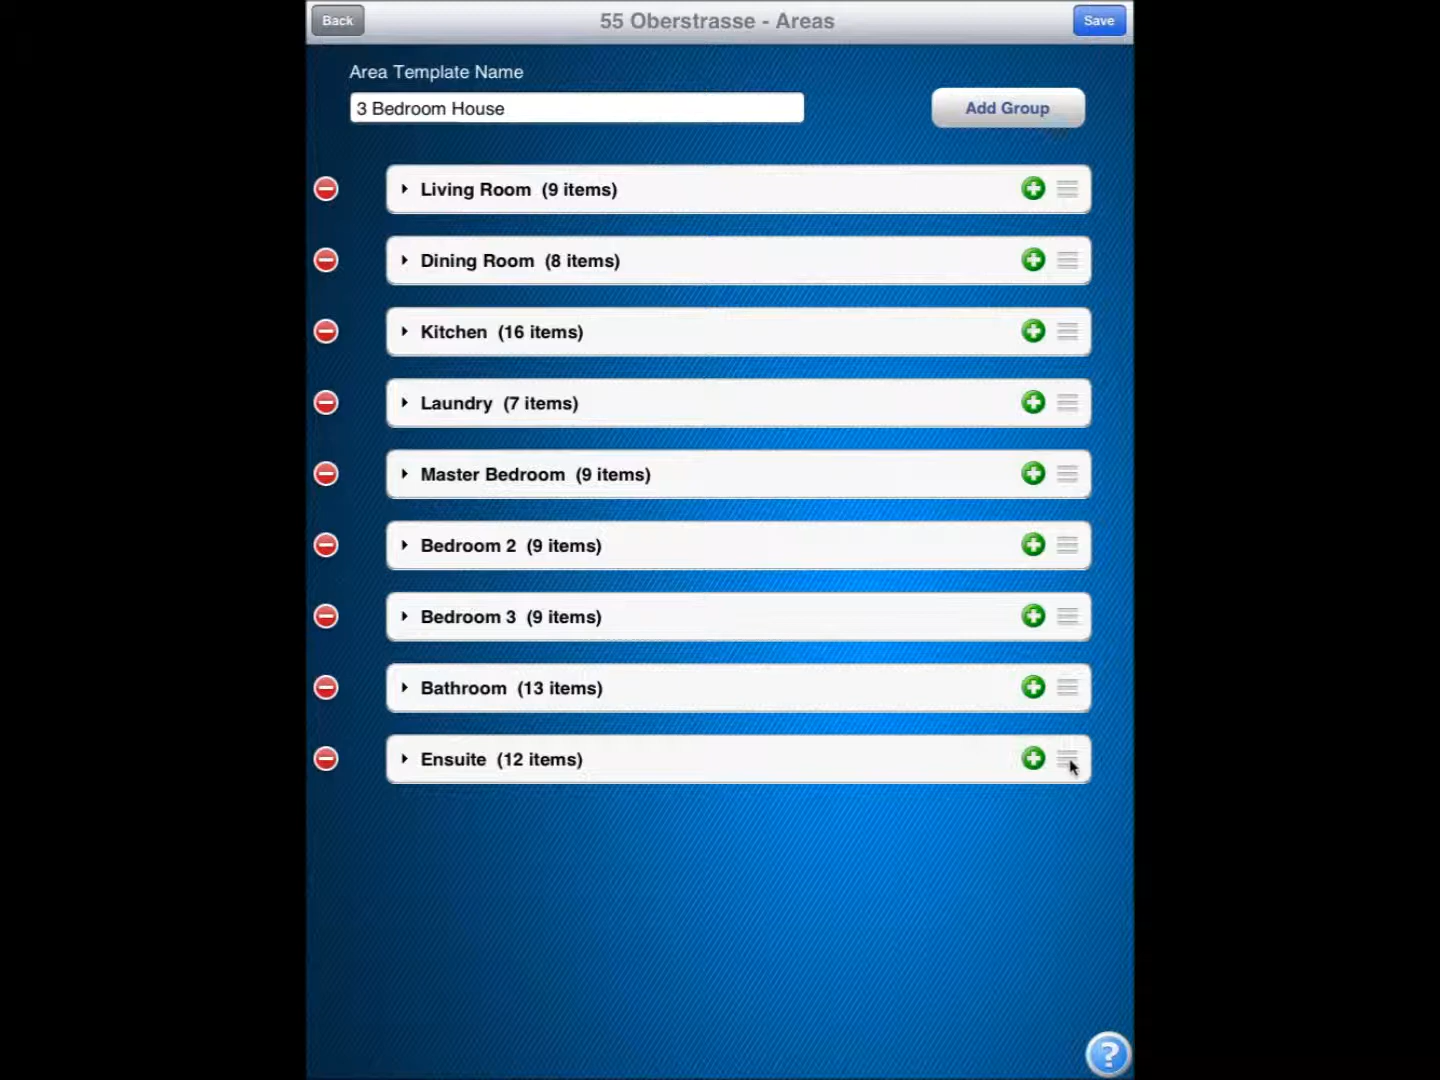 Back
55 Oberstrasse - Areas
Save
Area Template Name
3 Bedroom House
Add Group
Living Room (9 items)
Dining Room (8 items)
Kitchen (16 items)
Laundry (7 items)
Master Bedroom (9 items)
Bedroom 2 (9 items)
Bedroom 3 (9 items)
Bathroom (13 items)
Ensuite (12 items)
?